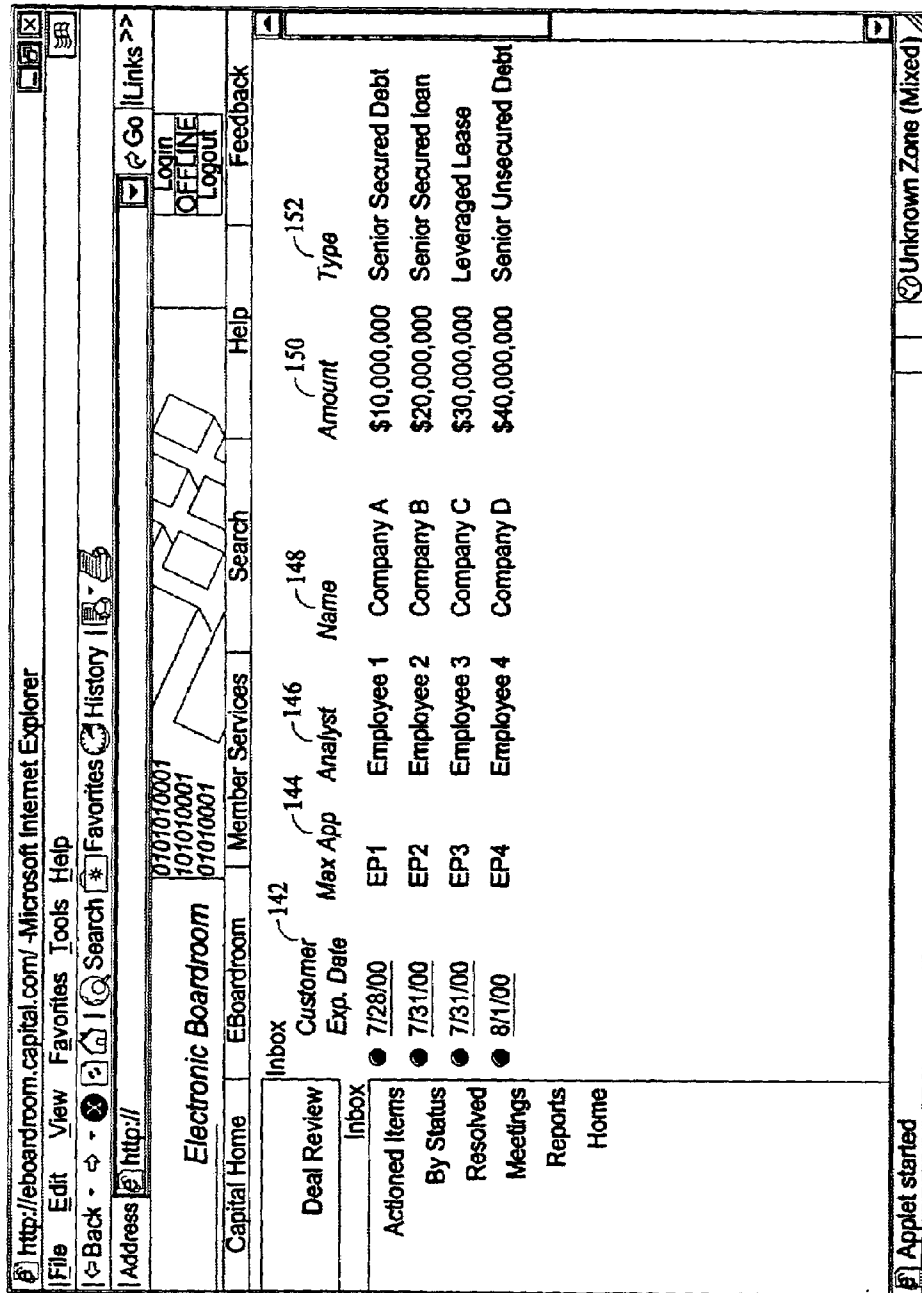 http://eboardroom.capital.com/ -Microsoft Internet Explorer
File Edit View Favorites Tools Help
Back Search Favorites History
Address http:// Go Links >>
Electronic Boardroom
0101010001
101010001
01010001
Login
OFFLINE
Logout
Capital Home EBoardroom Member Services Search Help Feedback
Deal Review
Inbox
Actioned Items
By Status
Resolved
Meetings
Reports
Home
Inbox
142 144 146 148 150 152
Customer
Exp. Date Max App Analyst Name Amount Type
7/28/00 EP1 Employee 1 Company A $10,000,000 Senior Secured Debt
7/31/00 EP2 Employee 2 Company B $20,000,000 Senior Secured loan
7/31/00 EP3 Employee 3 Company C $30,000,000 Leveraged Lease
8/1/00 EP4 Employee 4 Company D $40,000,000 Senior Unsecured Debt
Applet started Unknown Zone (Mixed)